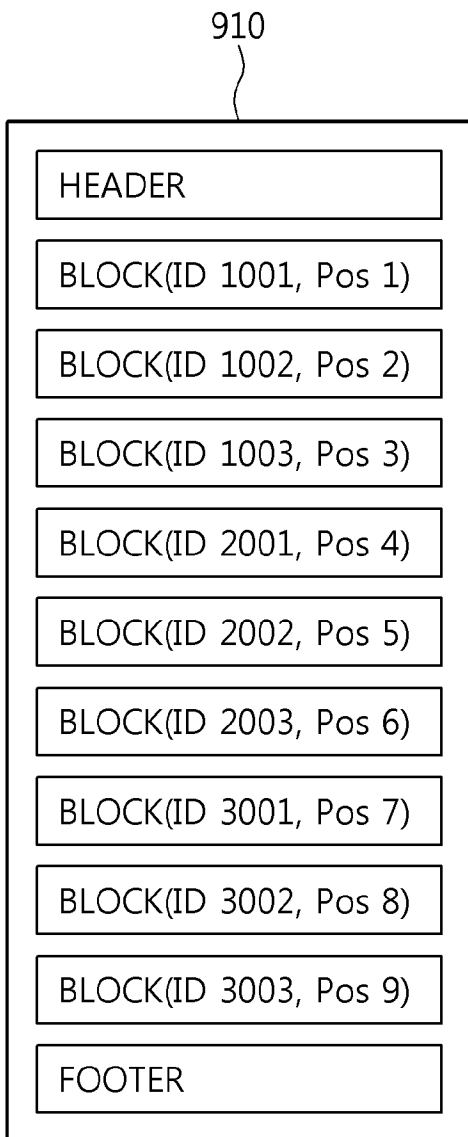 910
HEADER
BLOCK(ID 1001, Pos 1)
BLOCK(ID 1002, Pos 2)
BLOCK(ID 1003, Pos 3)
BLOCK(ID 2001, Pos 4)
BLOCK(ID 2002, Pos 5)
BLOCK(ID 2003, Pos 6)
BLOCK(ID 3001, Pos 7)
BLOCK(ID 3002, Pos 8)
BLOCK(ID 3003, Pos 9)
FOOTER